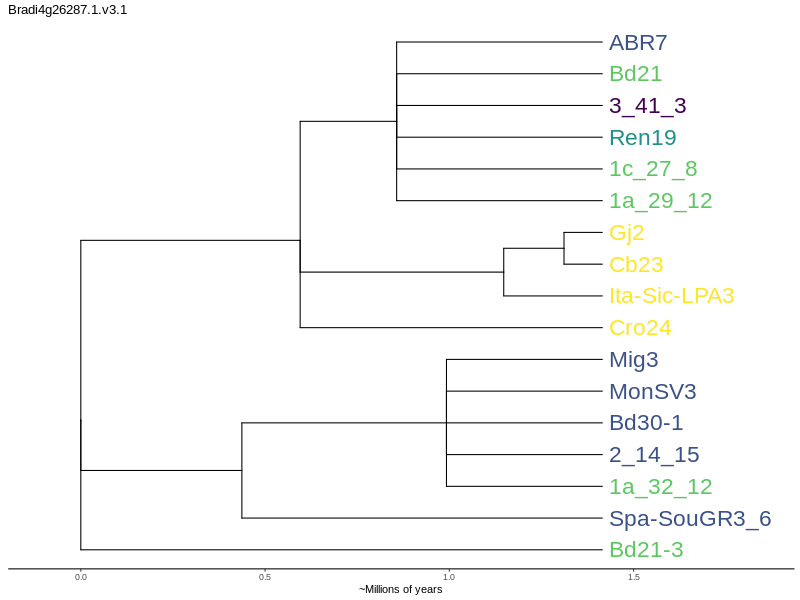 Bradi4g26287.1.v3.1
ABR7
Bd21
3_41_3
Ren19
1c_27_8
1a_29_12
Gj2
Cb23
Ita-Sic-LPA3
Cro24
Mig3
MonSV3
Bd30-1
2_14_15
1a_32_12
Spa-SouGR3_6
Bd21-3
0.0 0.5 1.0 1.5
~Millions of years